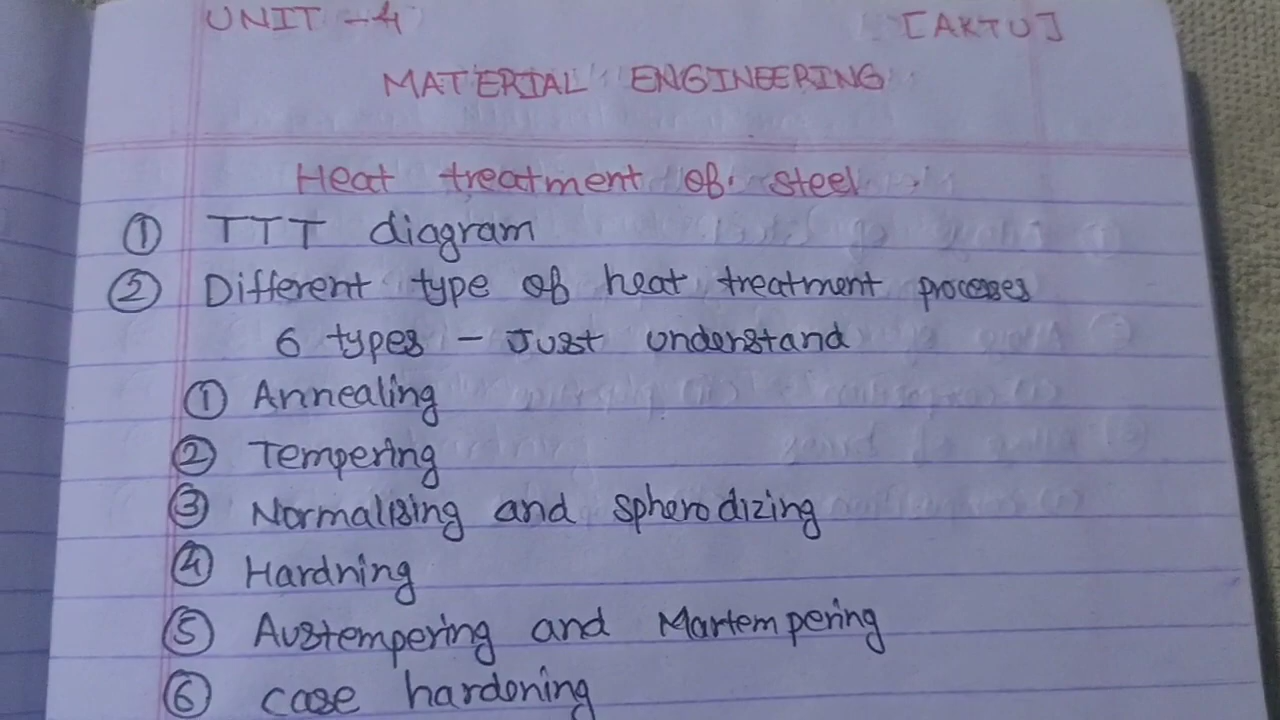 UNIT - 4 [AKTU]
MATERIAL ENGINEERING
Heat treatment of steel
① TTT diagram
② Different type of heat treatment processes
6 types - Just understand
① Annealing
② Tempering
③ Normalising and spherodizing
④ Hardning
⑤ Austempering and Martempering
⑥ case hardening